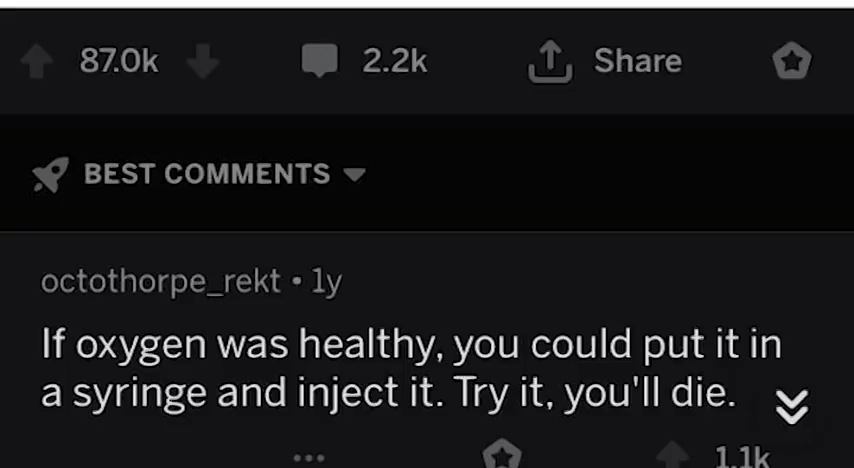 87.0k 2.2k Share
BEST COMMENTS
octothorpe_rekt • 1y
If oxygen was healthy, you could put it in
a syringe and inject it. Try it, you'll die.
1.1k